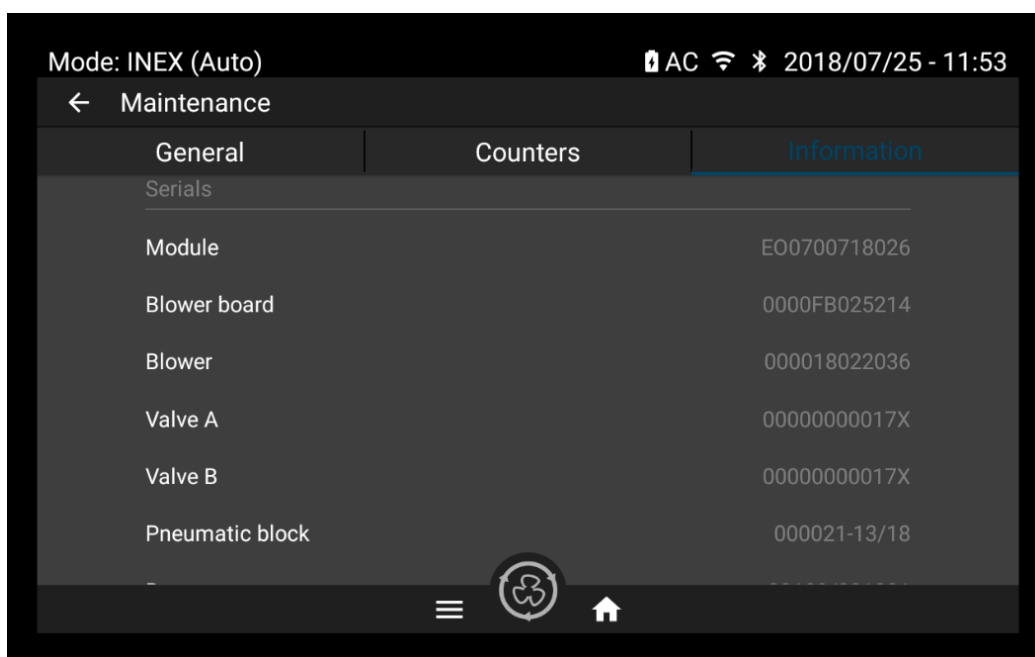 Mode: INEX (Auto) AC 2018/07/25 - 11:53
Maintenance
General Counters Information
Serials
Module EO0700718026
Blower board 0000FB025214
Blower 000018022036
Valve A 00000000017X
Valve B 00000000017X
Pneumatic block 000021-13/18